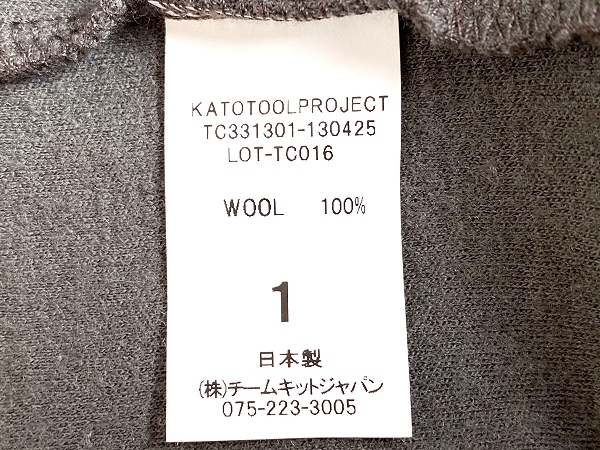 KATOTOOLPROJECT
TC331301-130425
LOT-TC016
WOOL 100%
1
日本製
(株)チームキットジャパン
075-223-3005